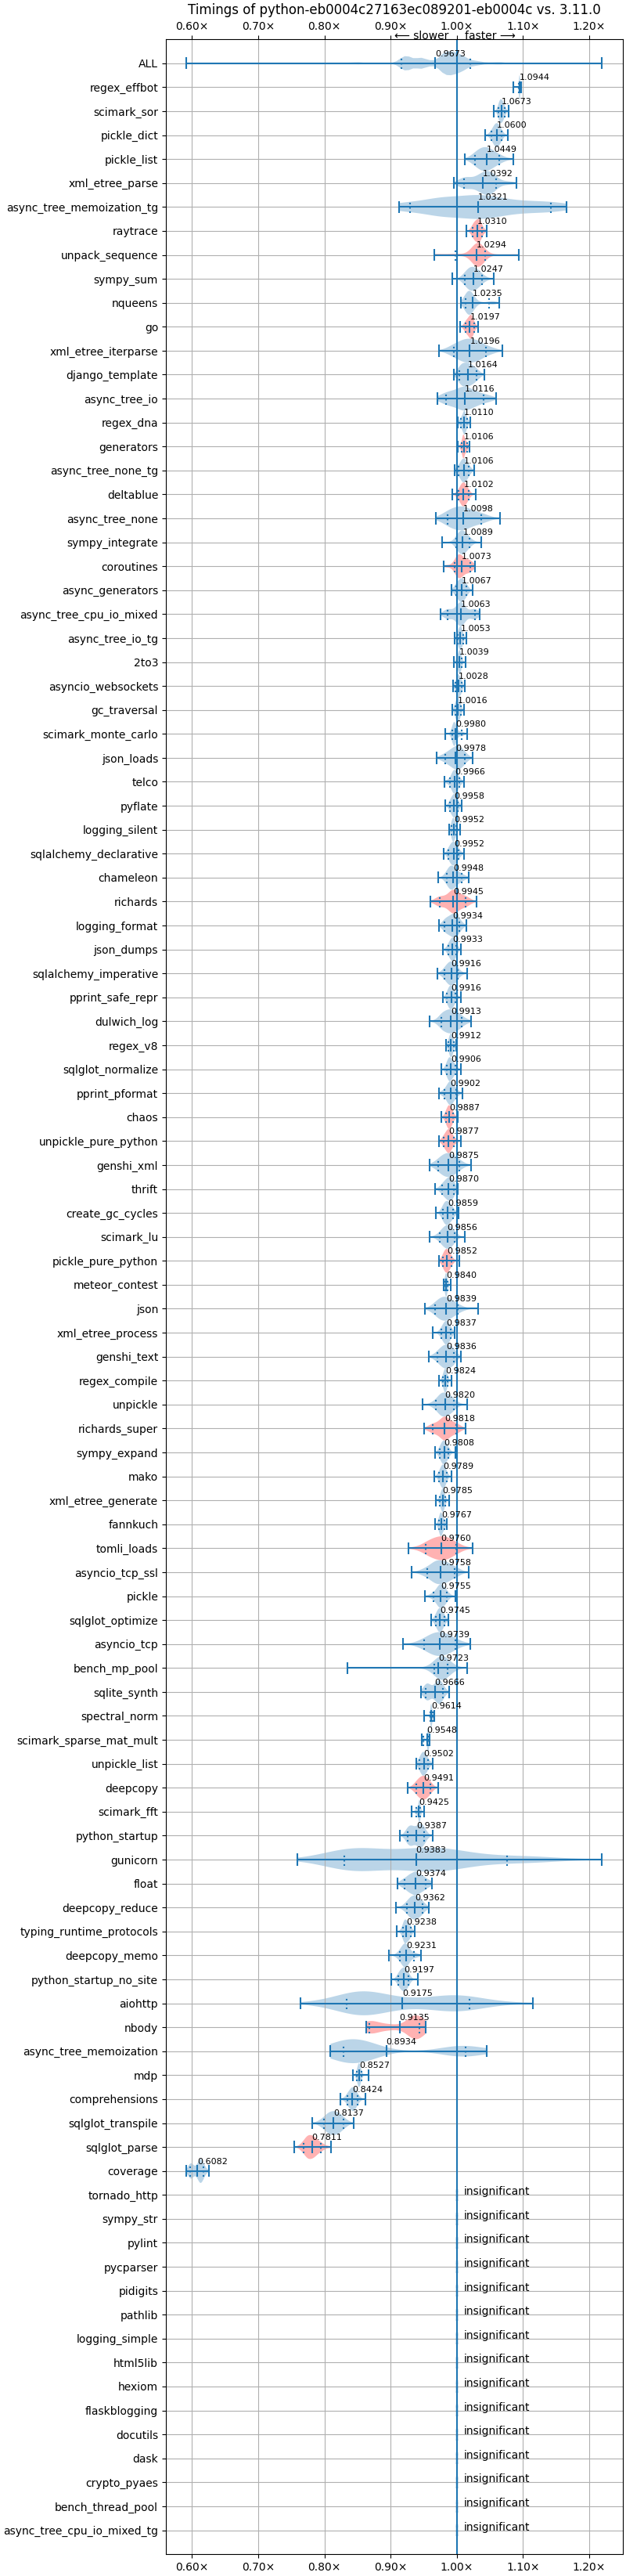 Timings of python-eb0004c27163ec089201-eb0004c vs. 3.11.0
0.60× 0.70× 0.80× 0.90× 1.00× 1.10× 1.20×
⟵ slower faster ⟶
ALL 0.9673
regex_effbot 1.0944
scimark_sor 1.0673
pickle_dict 1.0600
pickle_list 1.0449
xml_etree_parse 1.0392
async_tree_memoization_tg 1.0321
raytrace 1.0310
unpack_sequence 1.0294
sympy_sum 1.0247
nqueens 1.0235
go 1.0197
xml_etree_iterparse 1.0196
django_template 1.0164
async_tree_io 1.0116
regex_dna 1.0110
generators 1.0106
async_tree_none_tg 1.0106
deltablue 1.0102
async_tree_none 1.0098
sympy_integrate 1.0089
coroutines 1.0073
async_generators 1.0067
async_tree_cpu_io_mixed 1.0063
async_tree_io_tg 1.0053
2to3 1.0039
asyncio_websockets 1.0028
gc_traversal 1.0016
scimark_monte_carlo 0.9980
json_loads 0.9978
telco 0.9966
pyflate 0.9958
logging_silent 0.9952
sqlalchemy_declarative 0.9952
chameleon 0.9948
richards 0.9945
logging_format 0.9934
json_dumps 0.9933
sqlalchemy_imperative 0.9916
pprint_safe_repr 0.9916
dulwich_log 0.9913
regex_v8 0.9912
sqlglot_normalize 0.9906
pprint_pformat 0.9902
chaos 0.9887
unpickle_pure_python 0.9877
genshi_xml 0.9875
thrift 0.9870
create_gc_cycles 0.9859
scimark_lu 0.9856
pickle_pure_python 0.9852
meteor_contest 0.9840
json 0.9839
xml_etree_process 0.9837
genshi_text 0.9836
regex_compile 0.9824
unpickle 0.9820
richards_super 0.9818
sympy_expand 0.9808
mako 0.9789
xml_etree_generate 0.9785
fannkuch 0.9767
tomli_loads 0.9760
asyncio_tcp_ssl 0.9758
pickle 0.9755
sqlglot_optimize 0.9745
asyncio_tcp 0.9739
bench_mp_pool 0.9723
sqlite_synth 0.9666
spectral_norm 0.9614
scimark_sparse_mat_mult 0.9548
unpickle_list 0.9502
deepcopy 0.9491
scimark_fft 0.9425
python_startup 0.9387
gunicorn 0.9383
float 0.9374
deepcopy_reduce 0.9362
typing_runtime_protocols 0.9238
deepcopy_memo 0.9231
python_startup_no_site 0.9197
aiohttp 0.9175
nbody 0.9135
async_tree_memoization 0.8934
mdp 0.8527
comprehensions 0.8424
sqlglot_transpile 0.8137
sqlglot_parse 0.7811
coverage 0.6082
tornado_http insignificant
sympy_str insignificant
pylint insignificant
pycparser insignificant
pidigits insignificant
pathlib insignificant
logging_simple insignificant
html5lib insignificant
hexiom insignificant
flaskblogging insignificant
docutils insignificant
dask insignificant
crypto_pyaes insignificant
bench_thread_pool insignificant
async_tree_cpu_io_mixed_tg insignificant
0.60× 0.70× 0.80× 0.90× 1.00× 1.10× 1.20×